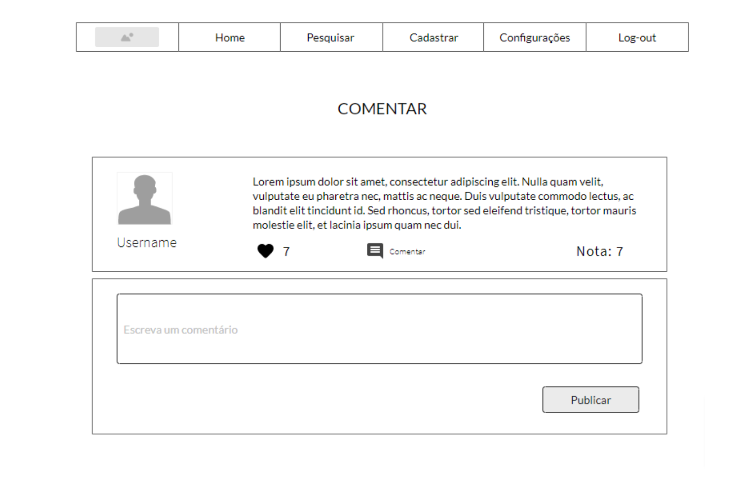 Home Pesquisar Cadastrar Configurações Log-out
COMENTAR
Lorem ipsum dolor sit amet, consectetur adipiscing elit. Nulla quam velit,
vulputate eu pharetra nec, mattis ac neque. Duis vulputate commodo lectus, ac
blandit elit tincidunt id. Sed rhoncus, tortor sed eleifend tristique, tortor mauris
molestie elit, et lacinia ipsum quam nec dui.
Username
7 Comentar Nota: 7
Escreva um comentário
Publicar